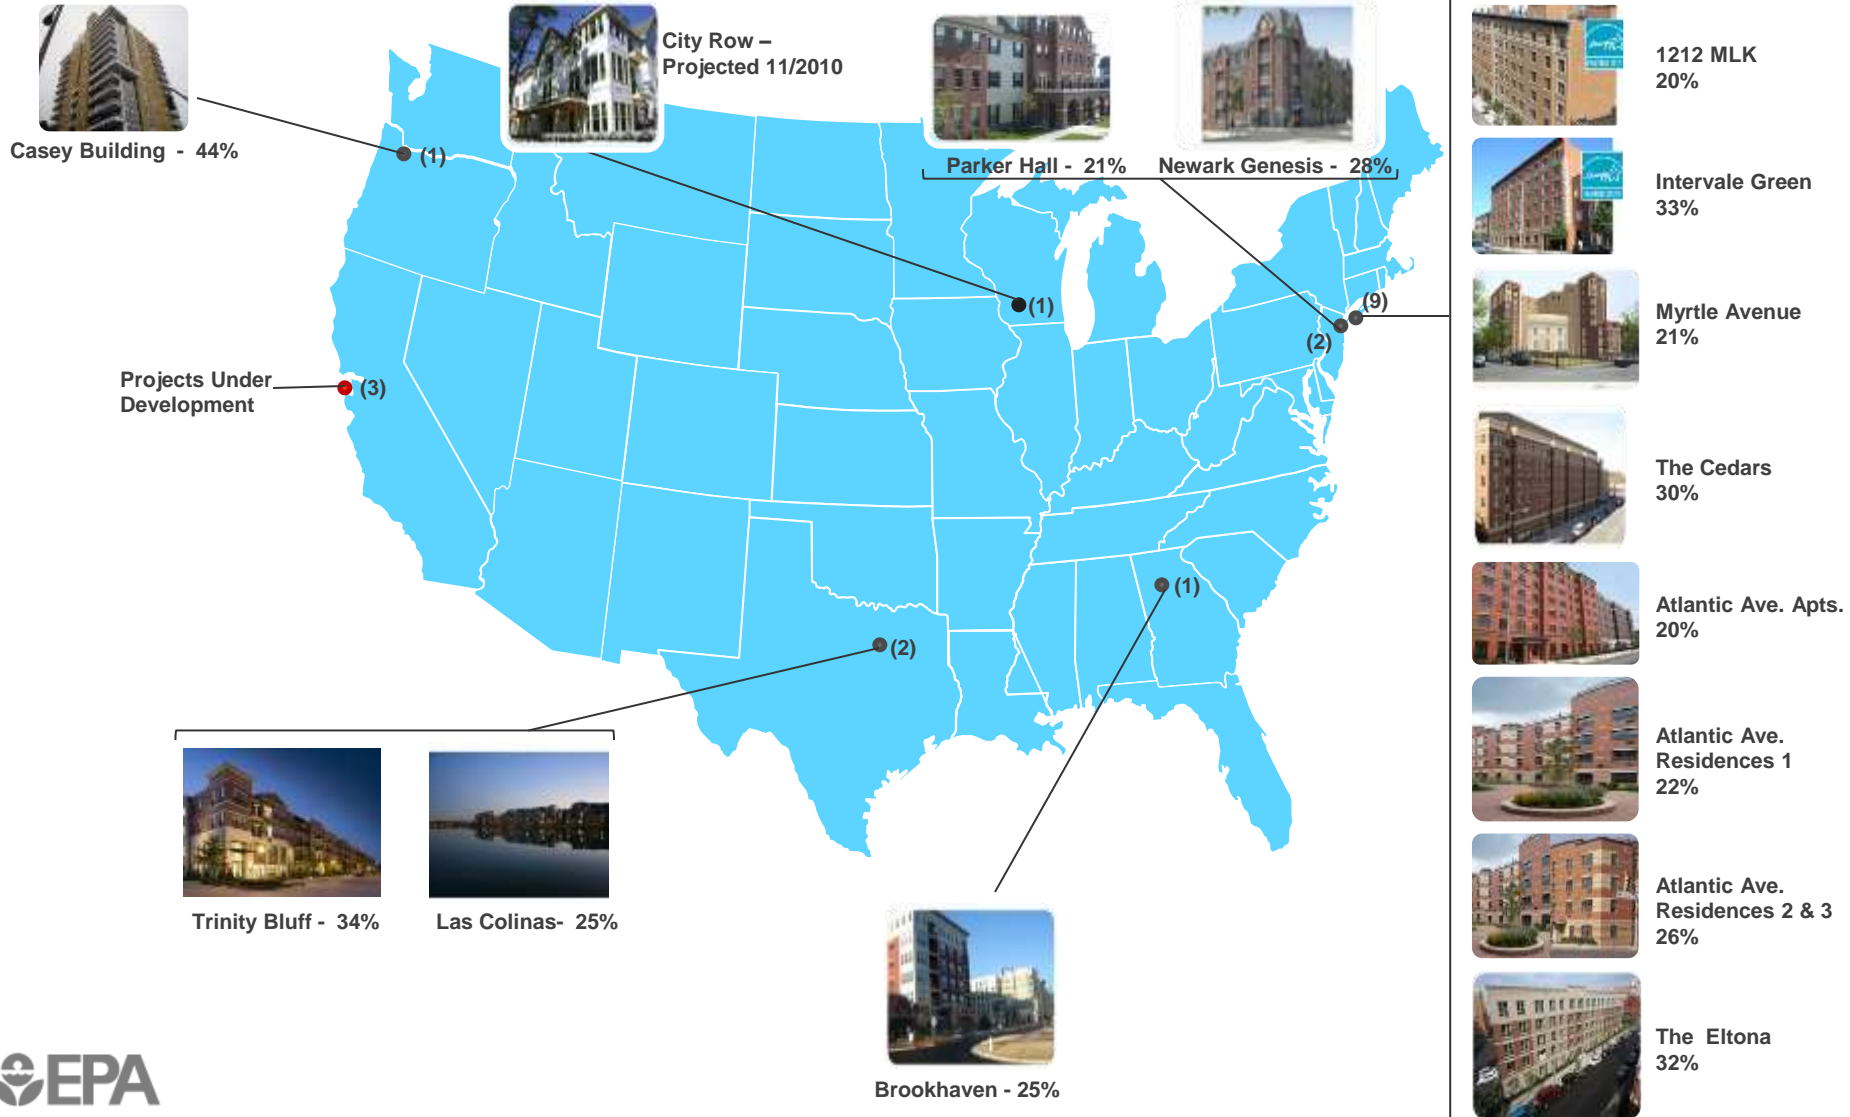 City Row –
Projected 11/2010
Casey Building - 44%
(1)
Parker Hall - 21%
Newark Genesis - 28%
(1)
(9)
(2)
Projects Under
Development
(3)
(1)
(2)
Trinity Bluff - 34%
Las Colinas- 25%
Brookhaven - 25%
1212 MLK
20%
Intervale Green
33%
Myrtle Avenue
21%
The Cedars
30%
Atlantic Ave. Apts.
20%
Atlantic Ave.
Residences 1
22%
Atlantic Ave.
Residences 2 & 3
26%
The Eltona
32%
EPA